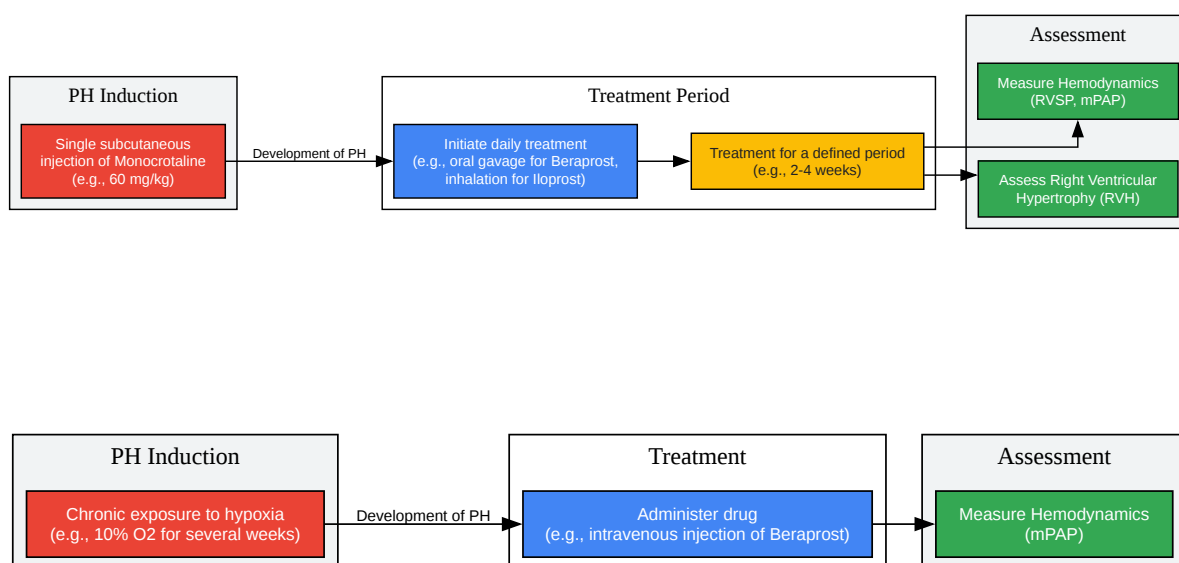 PH Induction
Single subcutaneous
injection of Monocrotaline
(e.g., 60 mg/kg)
Development of PH
Treatment Period
Initiate daily treatment
(e.g., oral gavage for Beraprost,
inhalation for Iloprost)
Treatment for a defined period
(e.g., 2-4 weeks)
Assessment
Measure Hemodynamics
(RVSP, mPAP)
Assess Right Ventricular
Hypertrophy (RVH)
PH Induction
Chronic exposure to hypoxia
(e.g., 10% O2 for several weeks)
Development of PH
Treatment
Administer drug
(e.g., intravenous injection of Beraprost)
Assessment
Measure Hemodynamics
(mPAP)